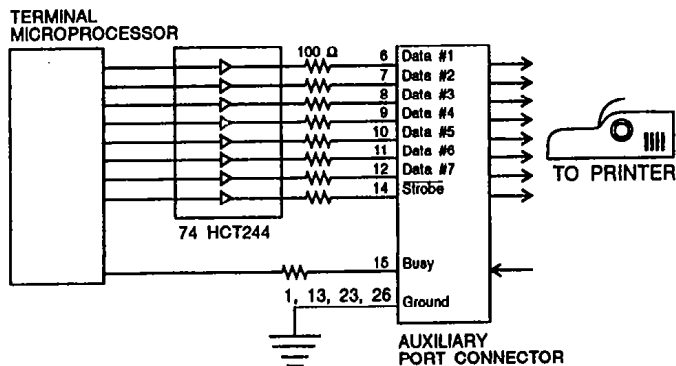 TERMINAL
MICROPROCESSOR
100 Ω
6 Data #1
7 Data #2
8 Data #3
9 Data #4
10 Data #5
11 Data #6
12 Data #7
14 Strobe
TO PRINTER
74 HCT244
15 Busy
1, 13, 23, 26 Ground
AUXILIARY
PORT CONNECTOR